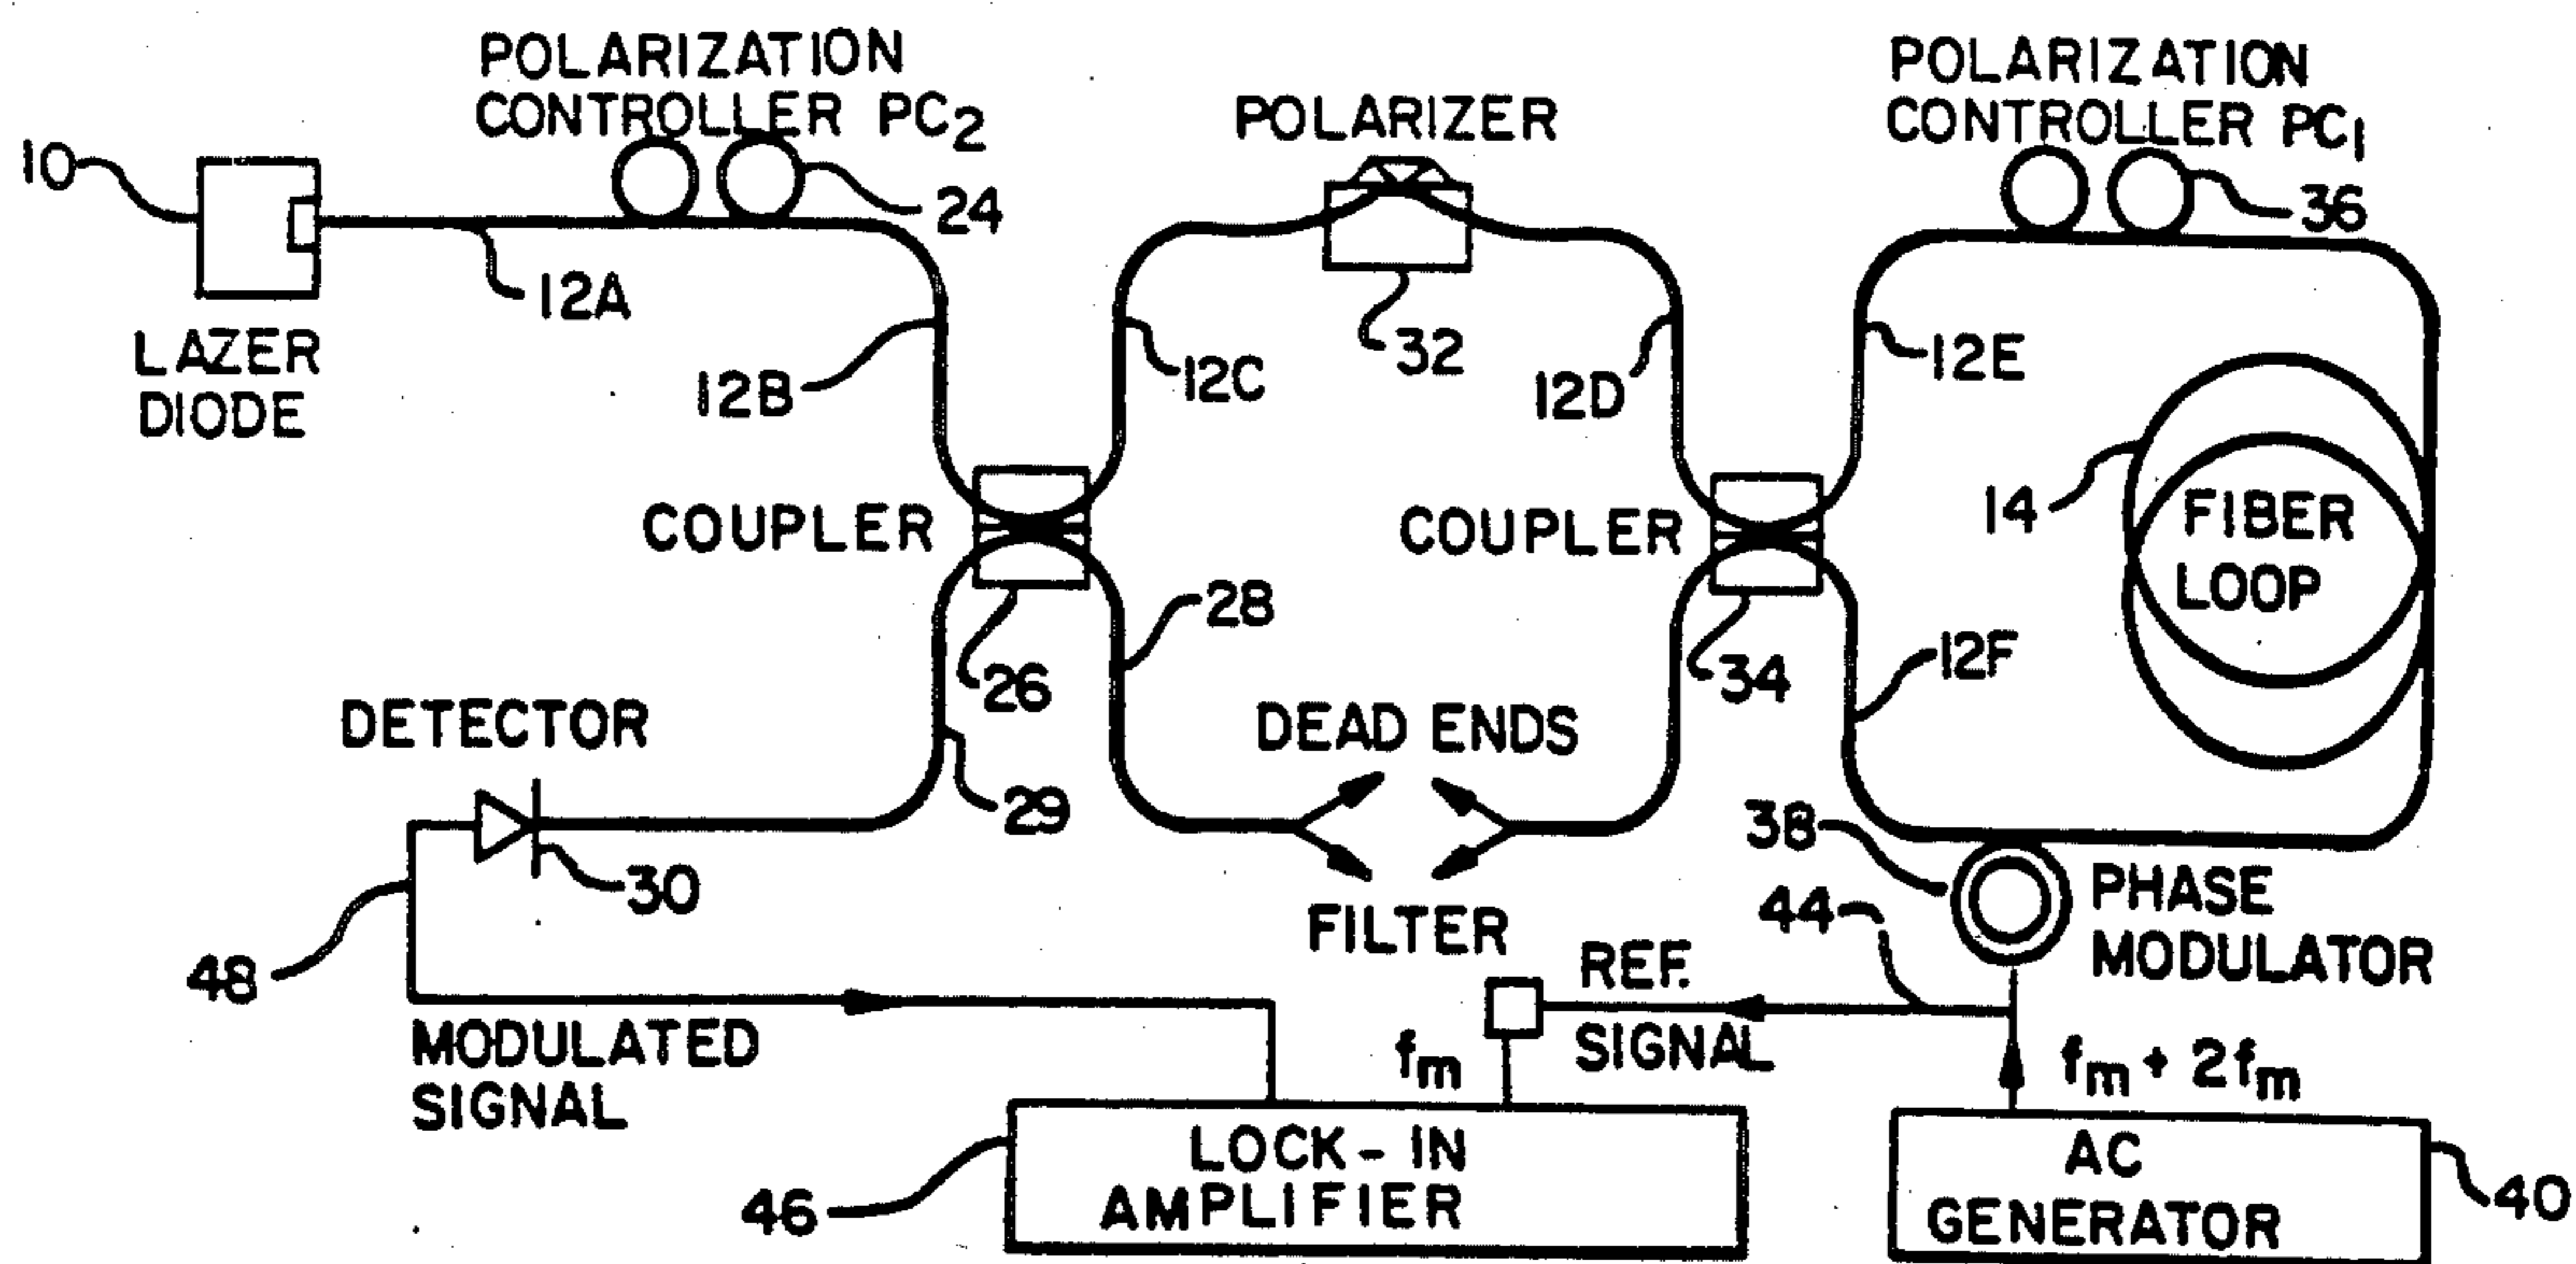 POLARIZATION
CONTROLLER PC2
POLARIZER
POLARIZATION
CONTROLLER PC1
10
24
36
12A
LAZER
DIODE
12B
12C
32
12D
12E
14
FIBER
LOOP
COUPLER
COUPLER
28
26
34
12F
DETECTOR
DEAD ENDS
29
38
30
FILTER
44
PHASE
MODULATOR
48
REF.
SIGNAL
MODULATED
SIGNAL
fm
fm + 2fm
LOCK-IN
AMPLIFIER
46
AC
GENERATOR
40